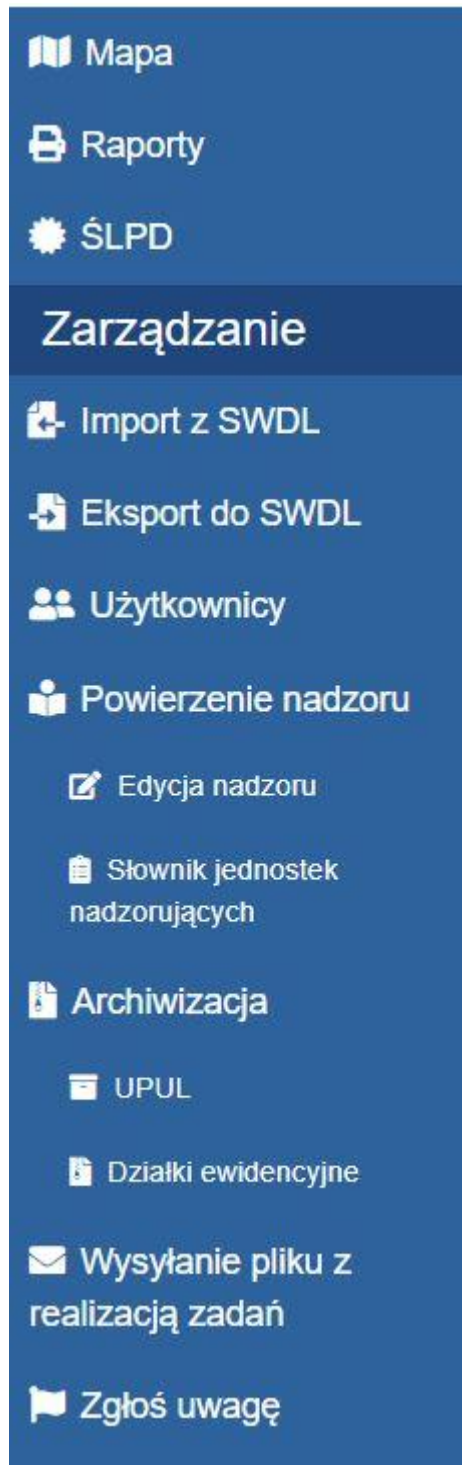 Mapa
Raporty
ŚLPD
Zarządzanie
Import z SWDL
Eksport do SWDL
Użytkownicy
Powierzenie nadzoru
Edycja nadzoru
Słownik jednostek
nadzorujących
Archiwizacja
UPUL
Działki ewidencyjne
Wysyłanie pliku z
realizacją zadań
Zgłoś uwagę